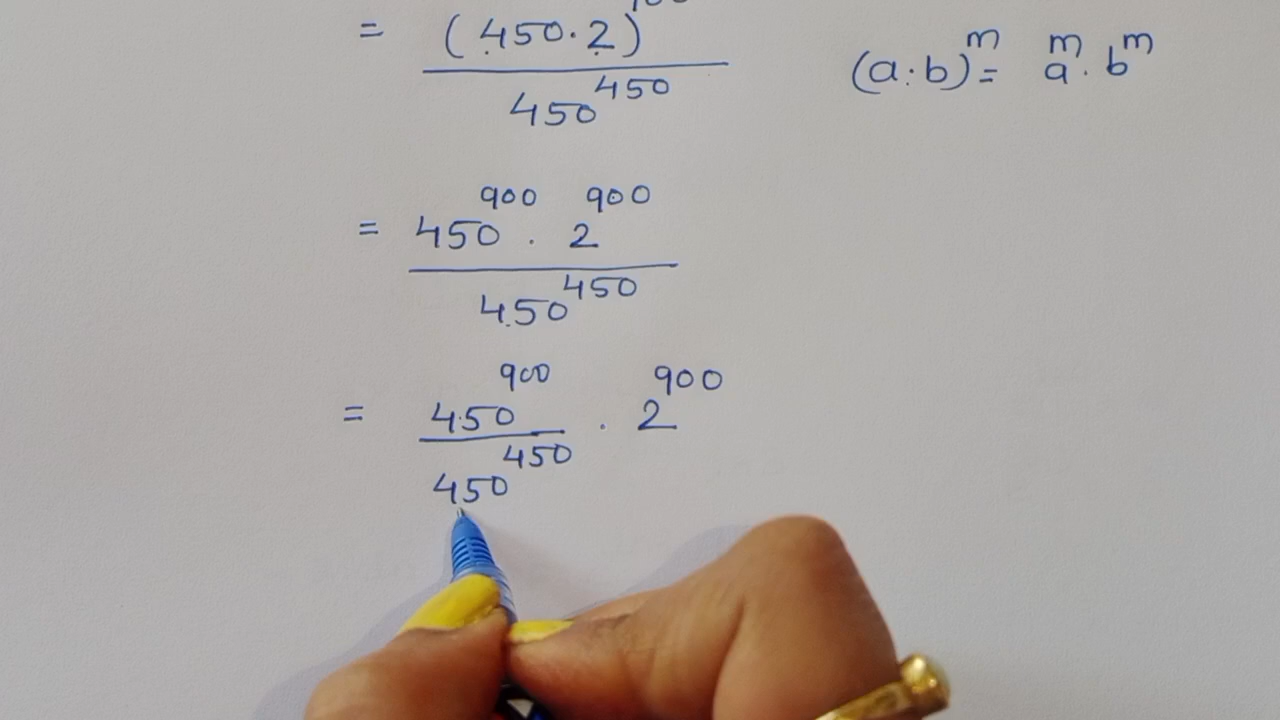 = (450·2)
450^450
(a·b)^m = a^m · b^m
= 450^900 · 2^900
450^450
= 450^900 / 450^450 · 2^900